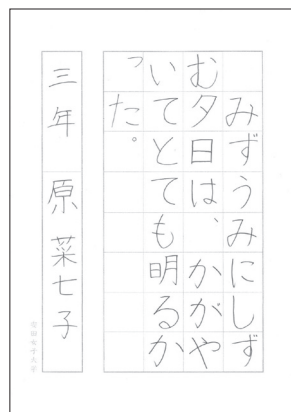 みずうみにしず
む夕日は、かがや
いてとても明るか
った。
三年 原 菜七子